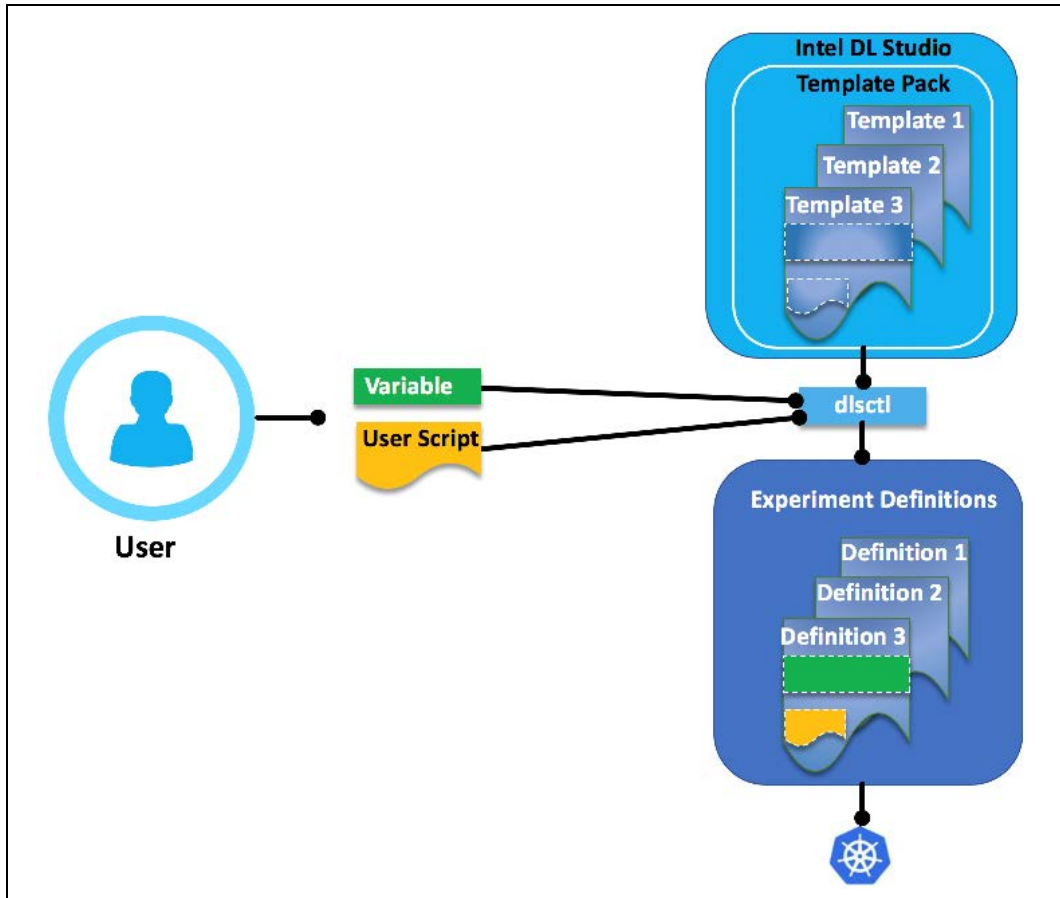 Intel DL Studio
Template Pack
Template 1
Template 2
Template 3
Variable
User Script
dlsctl
User
Experiment Definitions
Definition 1
Definition 2
Definition 3